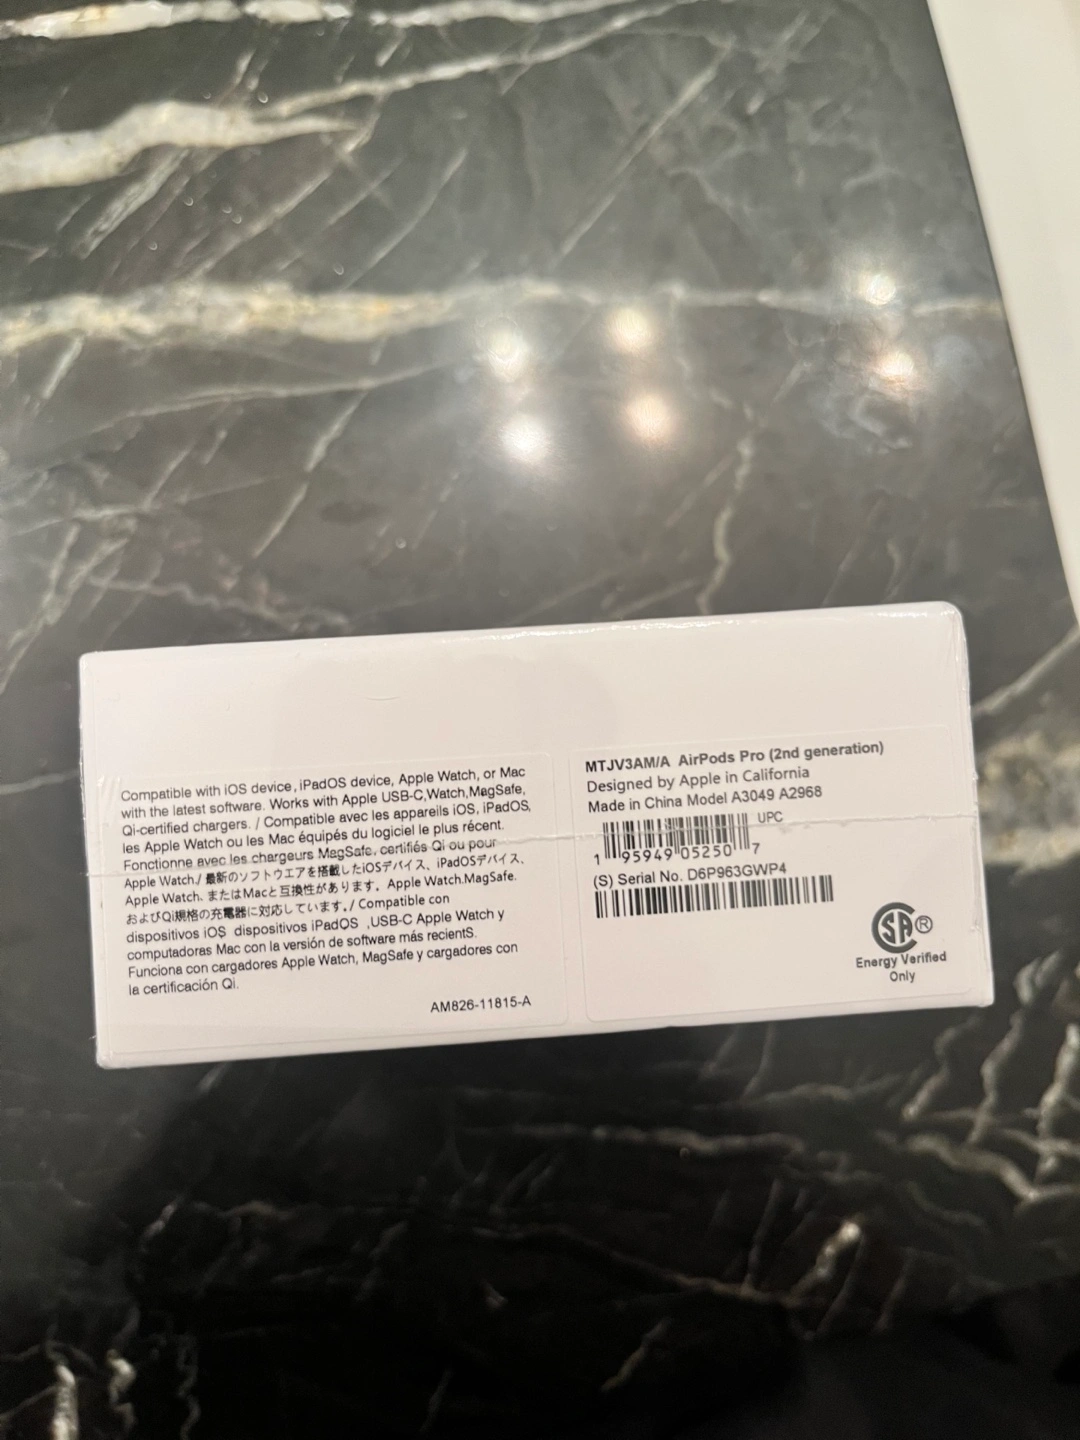 Compatible with iOS device, iPadOS device, Apple Watch, or Mac
with the latest software. Works with Apple USB-C,Watch,MagSafe,
Qi-certified chargers. / Compatible avec les appareils iOS, iPadOS,
les Apple Watch ou les Mac équipés du logiciel le plus récent.
Fonctionne avec les chargeurs MagSafe, certifiés Qi ou pour
Apple Watch./ 最新のソフトウエアを搭載したiOSデバイス、iPadOSデバイス、
Apple Watch、またはMacと互換性があります。Apple Watch.MagSafe.
およびQi規格の充電器に対応しています。/ Compatible con
dispositivos iOS dispositivos iPadOS ,USB-C Apple Watch y
computadoras Mac con la versión de software más recientS.
Funciona con cargadores Apple Watch, MagSafe y cargadores con
la certificación Qi.
AM826-11815-A
MTJV3AM/A AirPods Pro (2nd generation)
Designed by Apple in California
Made in China Model A3049 A2968
UPC
1 95949 05250 7
(S) Serial No. D6P963GWP4
SA ®
Energy Verified
Only